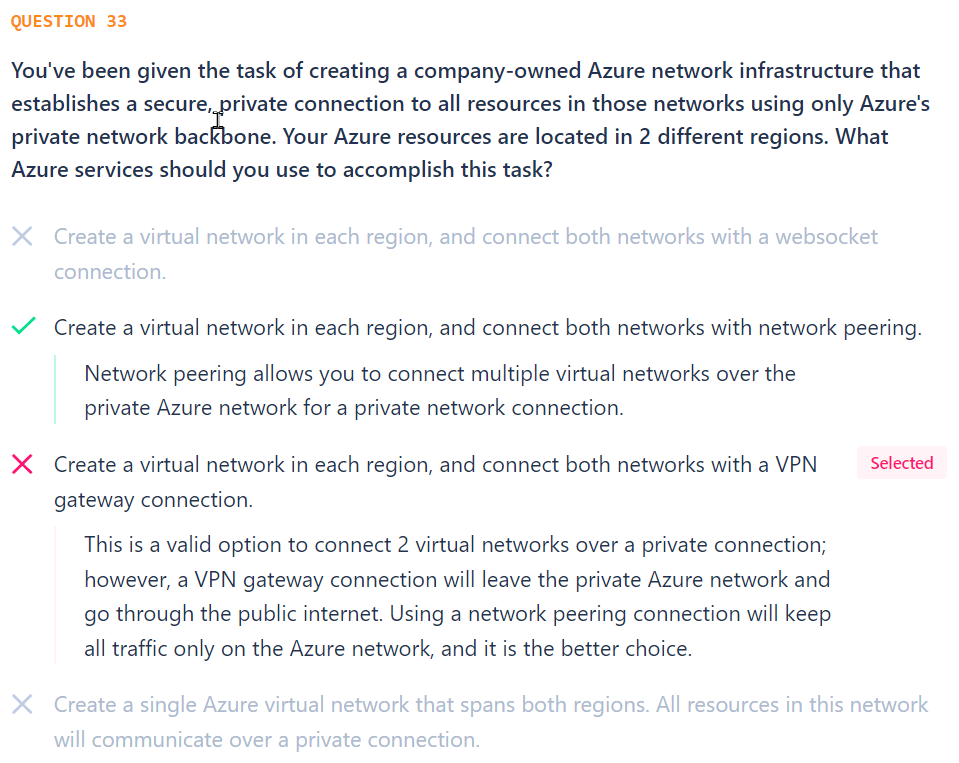 QUESTION 33
You've been given the task of creating a company-owned Azure network infrastructure that
establishes a secure, private connection to all resources in those networks using only Azure's
private network backbone. Your Azure resources are located in 2 different regions. What
Azure services should you use to accomplish this task?
Create a virtual network in each region, and connect both networks with a websocket
connection.
Create a virtual network in each region, and connect both networks with network peering.
Network peering allows you to connect multiple virtual networks over the
private Azure network for a private network connection.
Create a virtual network in each region, and connect both networks with a VPN
gateway connection.
Selected
This is a valid option to connect 2 virtual networks over a private connection;
however, a VPN gateway connection will leave the private Azure network and
go through the public internet. Using a network peering connection will keep
all traffic only on the Azure network, and it is the better choice.
Create a single Azure virtual network that spans both regions. All resources in this network
will communicate over a private connection.